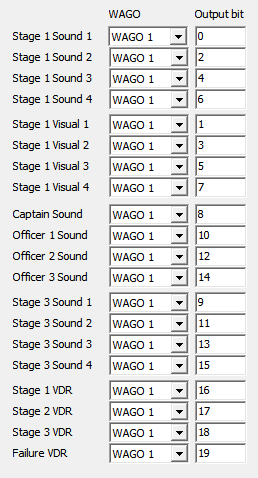 WAGO Output bit
Stage 1 Sound 1 WAGO 1 0
Stage 1 Sound 2 WAGO 1 2
Stage 1 Sound 3 WAGO 1 4
Stage 1 Sound 4 WAGO 1 6
Stage 1 Visual 1 WAGO 1 1
Stage 1 Visual 2 WAGO 1 3
Stage 1 Visual 3 WAGO 1 5
Stage 1 Visual 4 WAGO 1 7
Captain Sound WAGO 1 8
Officer 1 Sound WAGO 1 10
Officer 2 Sound WAGO 1 12
Officer 3 Sound WAGO 1 14
Stage 3 Sound 1 WAGO 1 9
Stage 3 Sound 2 WAGO 1 11
Stage 3 Sound 3 WAGO 1 13
Stage 3 Sound 4 WAGO 1 15
Stage 1 VDR WAGO 1 16
Stage 2 VDR WAGO 1 17
Stage 3 VDR WAGO 1 18
Failure VDR WAGO 1 19